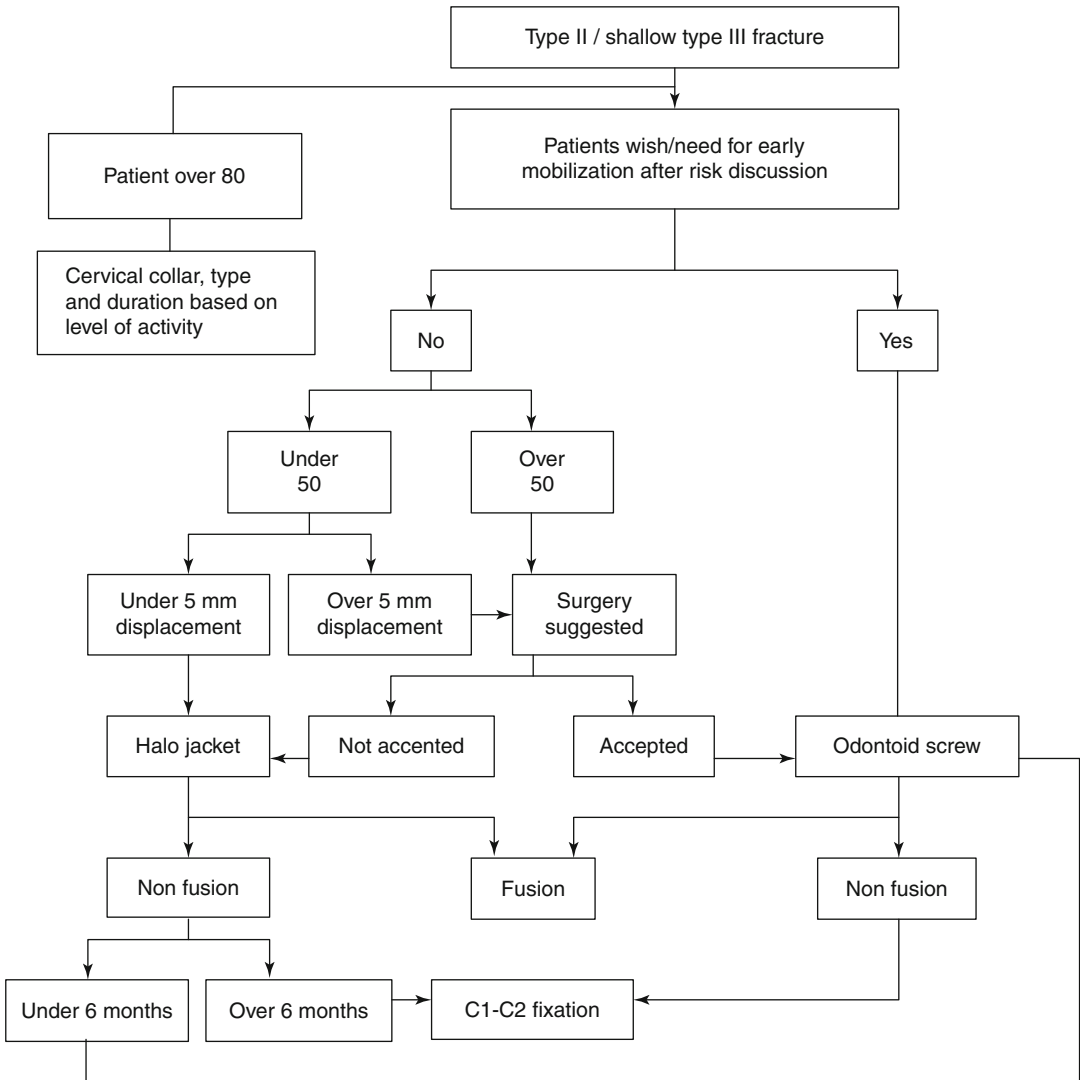 Type II / shallow type III fracture
Patients wish/need for early
mobilization after risk discussion
Patient over 80
Cervical collar, type
and duration based on
level of activity
No
Yes
Under
50
Over
50
Under 5 mm
displacement
Over 5 mm
displacement
Surgery
suggested
Halo jacket
Not accented
Accepted
Odontoid screw
Non fusion
Fusion
Non fusion
Under 6 months
Over 6 months
C1-C2 fixation